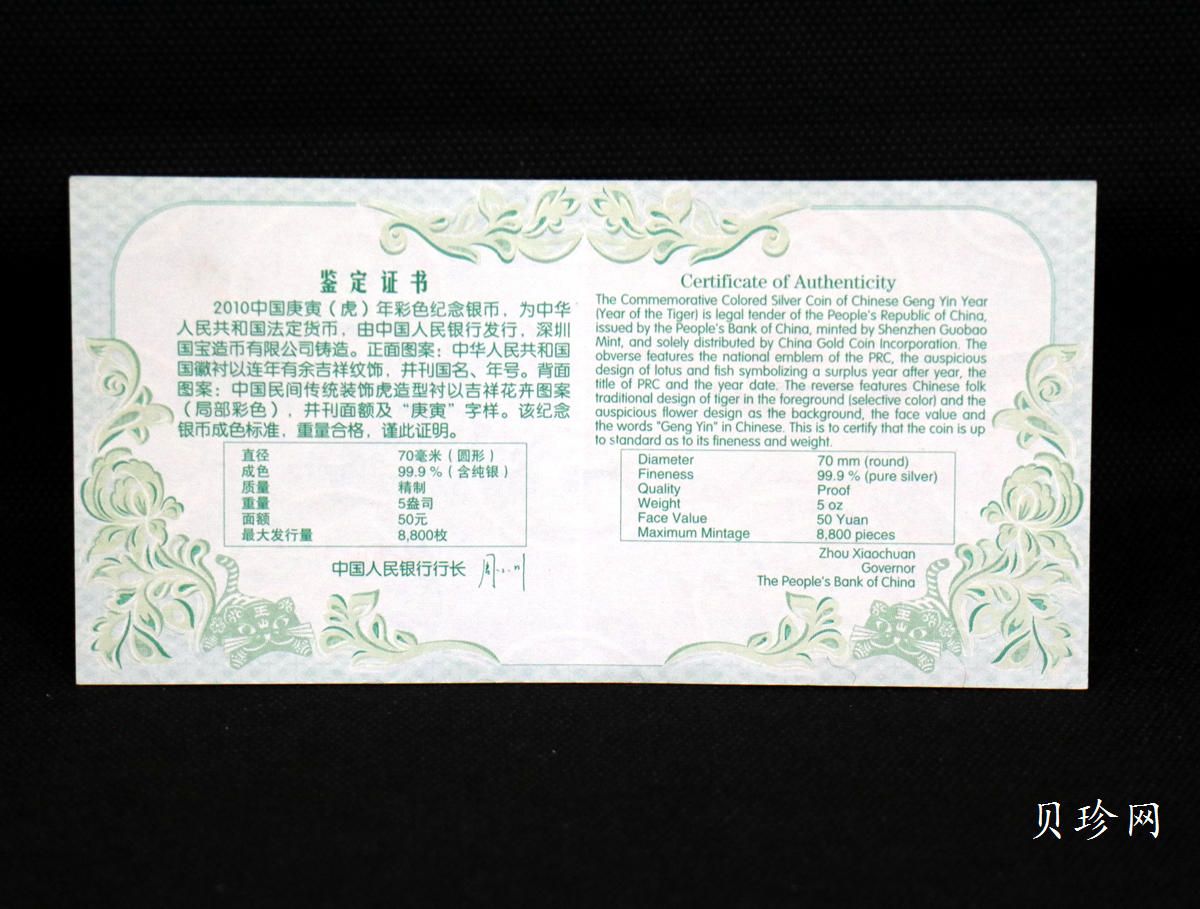 鉴定证书
2010中国庚寅（虎）年彩色纪念银币，为中华
人民共和国法定货币，由中国人民银行发行，深圳
国宝造币有限公司铸造。正面图案：中华人民共和国
国徽衬以连年有余吉祥纹饰，并刊国名、年号。背面
图案：中国民间传统装饰虎造型衬以吉祥花卉图案
（局部彩色），并刊面额及“庚寅”字样。该纪念
银币成色标准，重量合格，谨此证明。
直径 70毫米（圆形）
成色 99.9％（含纯银）
质量 精制
重量 5盎司
面额 50元
最大发行量 8,800枚
中国人民银行行长
Certificate of Authenticity
The Commemorative Colored Silver Coin of Chinese Geng Yin Year
(Year of the Tiger) is legal tender of the People's Republic of China,
issued by the People's Bank of China, minted by Shenzhen Guobao
Mint, and solely distributed by China Gold Coin Incorporation. The
obverse features the national emblem of the PRC, the auspicious
design of lotus and fish symbolizing a surplus year after year, the
title of PRC and the year date. The reverse features Chinese folk
traditional design of tiger in the foreground (selective color) and the
auspicious flower design as the background, the face value and
the words "Geng Yin" in Chinese. This is to certify that the coin is up
to standard as to its fineness and weight.
Diameter 70 mm (round)
Fineness 99.9 % (pure silver)
Quality Proof
Weight 5 oz
Face Value 50 Yuan
Maximum Mintage 8,800 pieces
Zhou Xiaochuan
Governor
The People's Bank of China
王
王
贝珍网